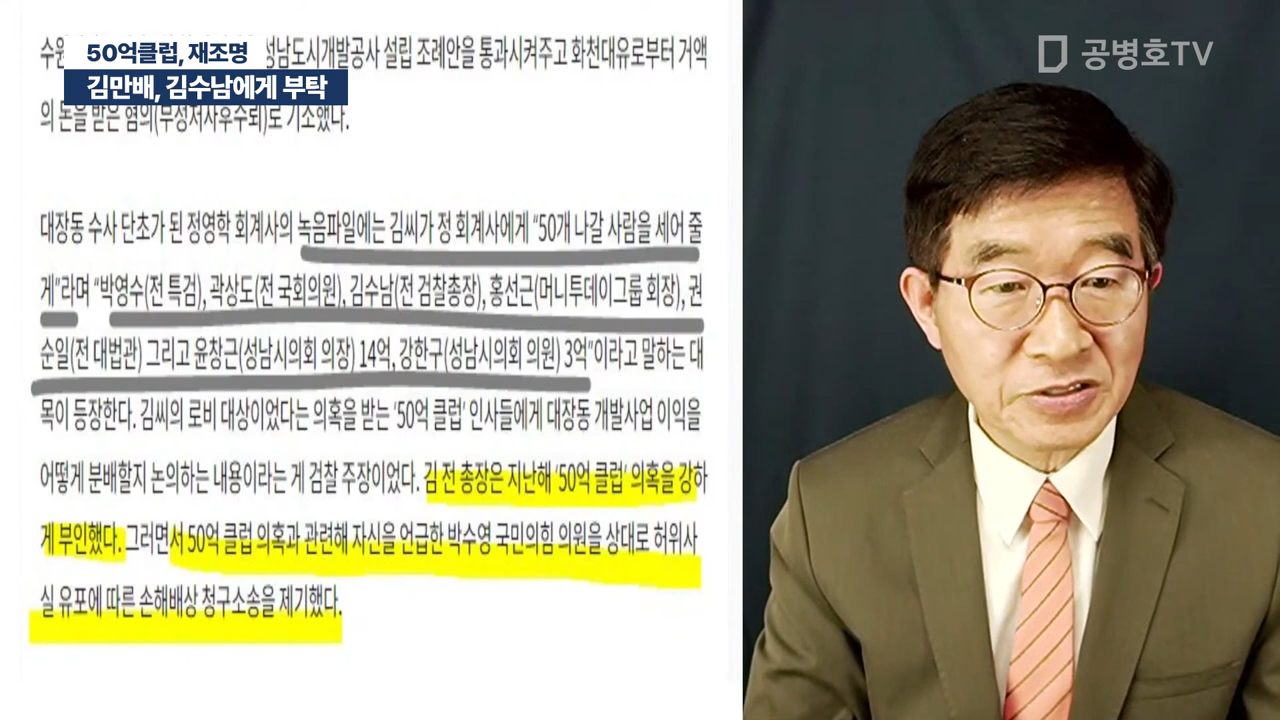 50억클럽, 재조명
김만배, 김수남에게 부탁
공병호TV
수원 성남도시개발공사 설립 조례안을 통과시켜주고 화천대유로부터 거액
의 돈을 받은 혐의(부정처사후수뢰)로 기소했다.
대장동 수사 단초가 된 정영학 회계사의 녹음파일에는 김씨가 정 회계사에게 “50개 나갈 사람을 세어 줄
게”라며 “박영수(전 특검), 곽상도(전 국회의원), 김수남(전 검찰총장), 홍선근(머니투데이그룹 회장), 권
순일(전 대법관) 그리고 윤창근(성남시의회 의장) 14억, 강한구(성남시의회 의원) 3억”이라고 말하는 대
목이 등장한다. 김씨의 로비 대상이었다는 의혹을 받는 ‘50억 클럽’ 인사들에게 대장동 개발사업 이익을
어떻게 분배할지 논의하는 내용이라는 게 검찰 주장이었다. 김 전 총장은 지난해 ‘50억 클럽’ 의혹을 강하
게 부인했다. 그러면서 50억 클럽 의혹과 관련해 자신을 언급한 박수영 국민의힘 의원을 상대로 허위사
실 유포에 따른 손해배상 청구소송을 제기했다.